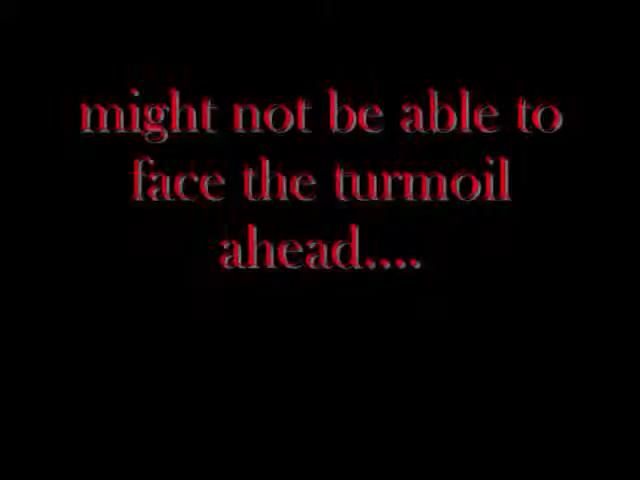 might not be able to
face the turmoil
ahead....